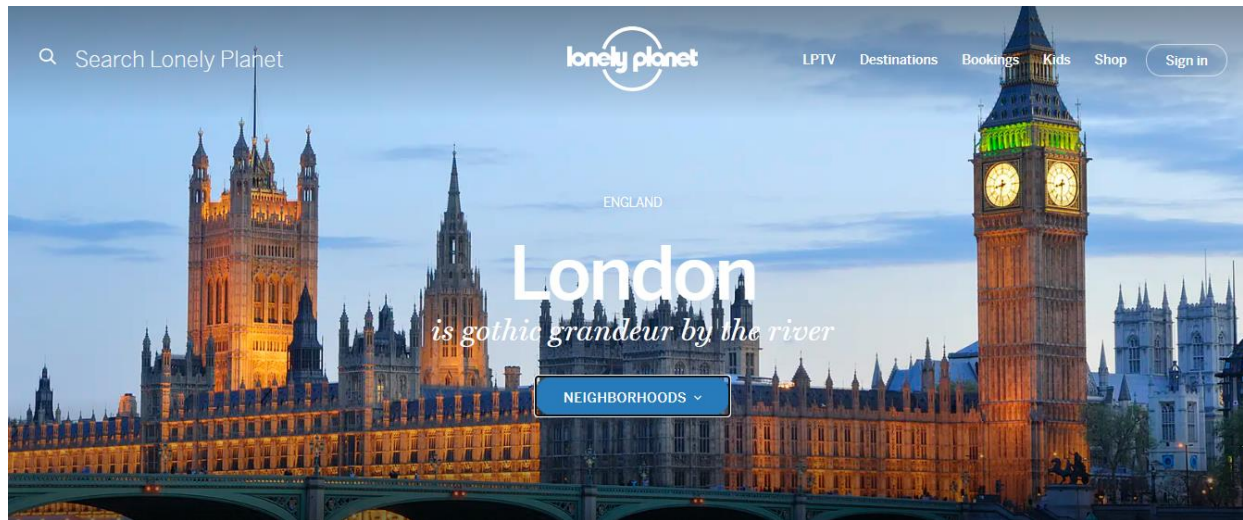 Search Lonely Planet
lonely planet
LPTV Destinations Bookings Kids Shop Sign in
ENGLAND
London
is gothic grandeur by the river
NEIGHBORHOODS